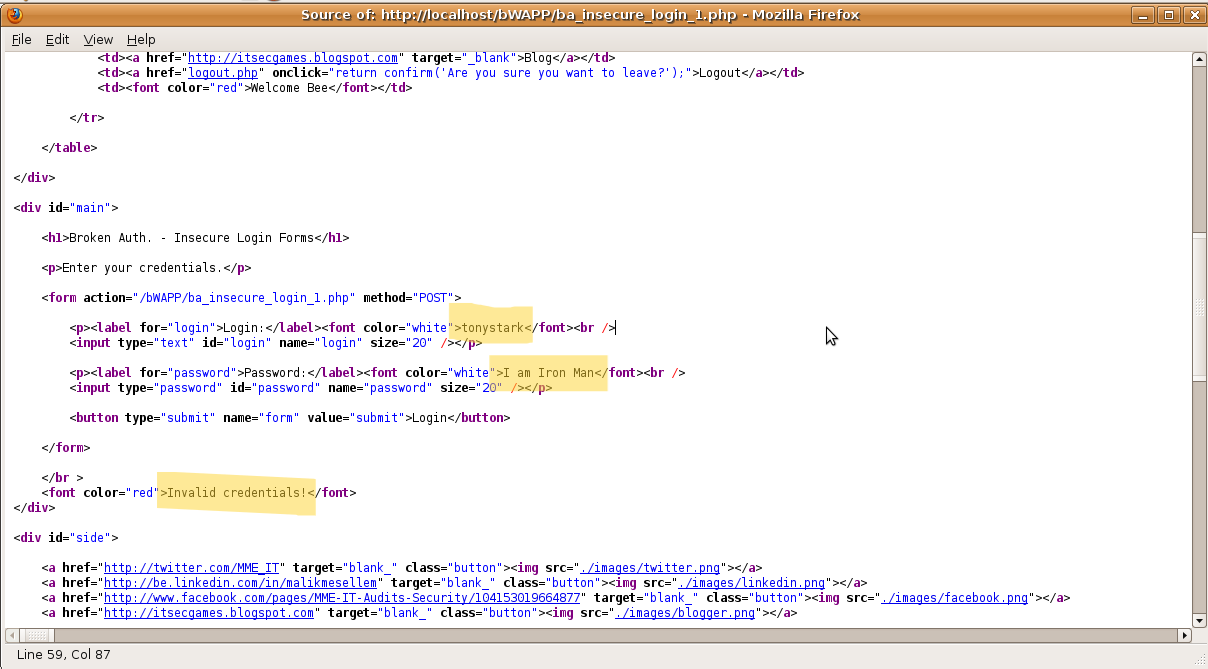 Source of: http://localhost/bWAPP/ba_insecure_login_1.php - Mozilla Firefox
File Edit View Help
<td><a href="http://itsecgames.blogspot.com" target="_blank">Blog</a></td>
<td><a href="logout.php" onclick="return confirm('Are you sure you want to leave?');">Logout</a></td>
<td><font color="red">Welcome Bee</font></td>
</tr>
</table>
</div>
<div id="main">
<h1>Broken Auth. - Insecure Login Forms</h1>
<p>Enter your credentials.</p>
<form action="/bWAPP/ba_insecure_login_1.php" method="POST">
<p><label for="login">Login:</label><font color="white">tonystark</font><br />
<input type="text" id="login" name="login" size="20" /></p>
<p><label for="password">Password:</label><font color="white">I am Iron Man</font><br />
<input type="password" id="password" name="password" size="20" /></p>
<button type="submit" name="form" value="submit">Login</button>
</form>
</br >
<font color="red">Invalid credentials!</font>
</div>
<div id="side">
<a href="http://twitter.com/MME_IT" target="blank_" class="button"><img src="./images/twitter.png"></a>
<a href="http://be.linkedin.com/in/malikmesellem" target="blank_" class="button"><img src="./images/linkedin.png"></a>
<a href="http://www.facebook.com/pages/MME-IT-Audits-Security/104153019664877" target="blank_" class="button"><img src="./images/facebook.png"></a>
<a href="http://itsecgames.blogspot.com" target="blank_" class="button"><img src="./images/blogger.png"></a>
Line 59, Col 87